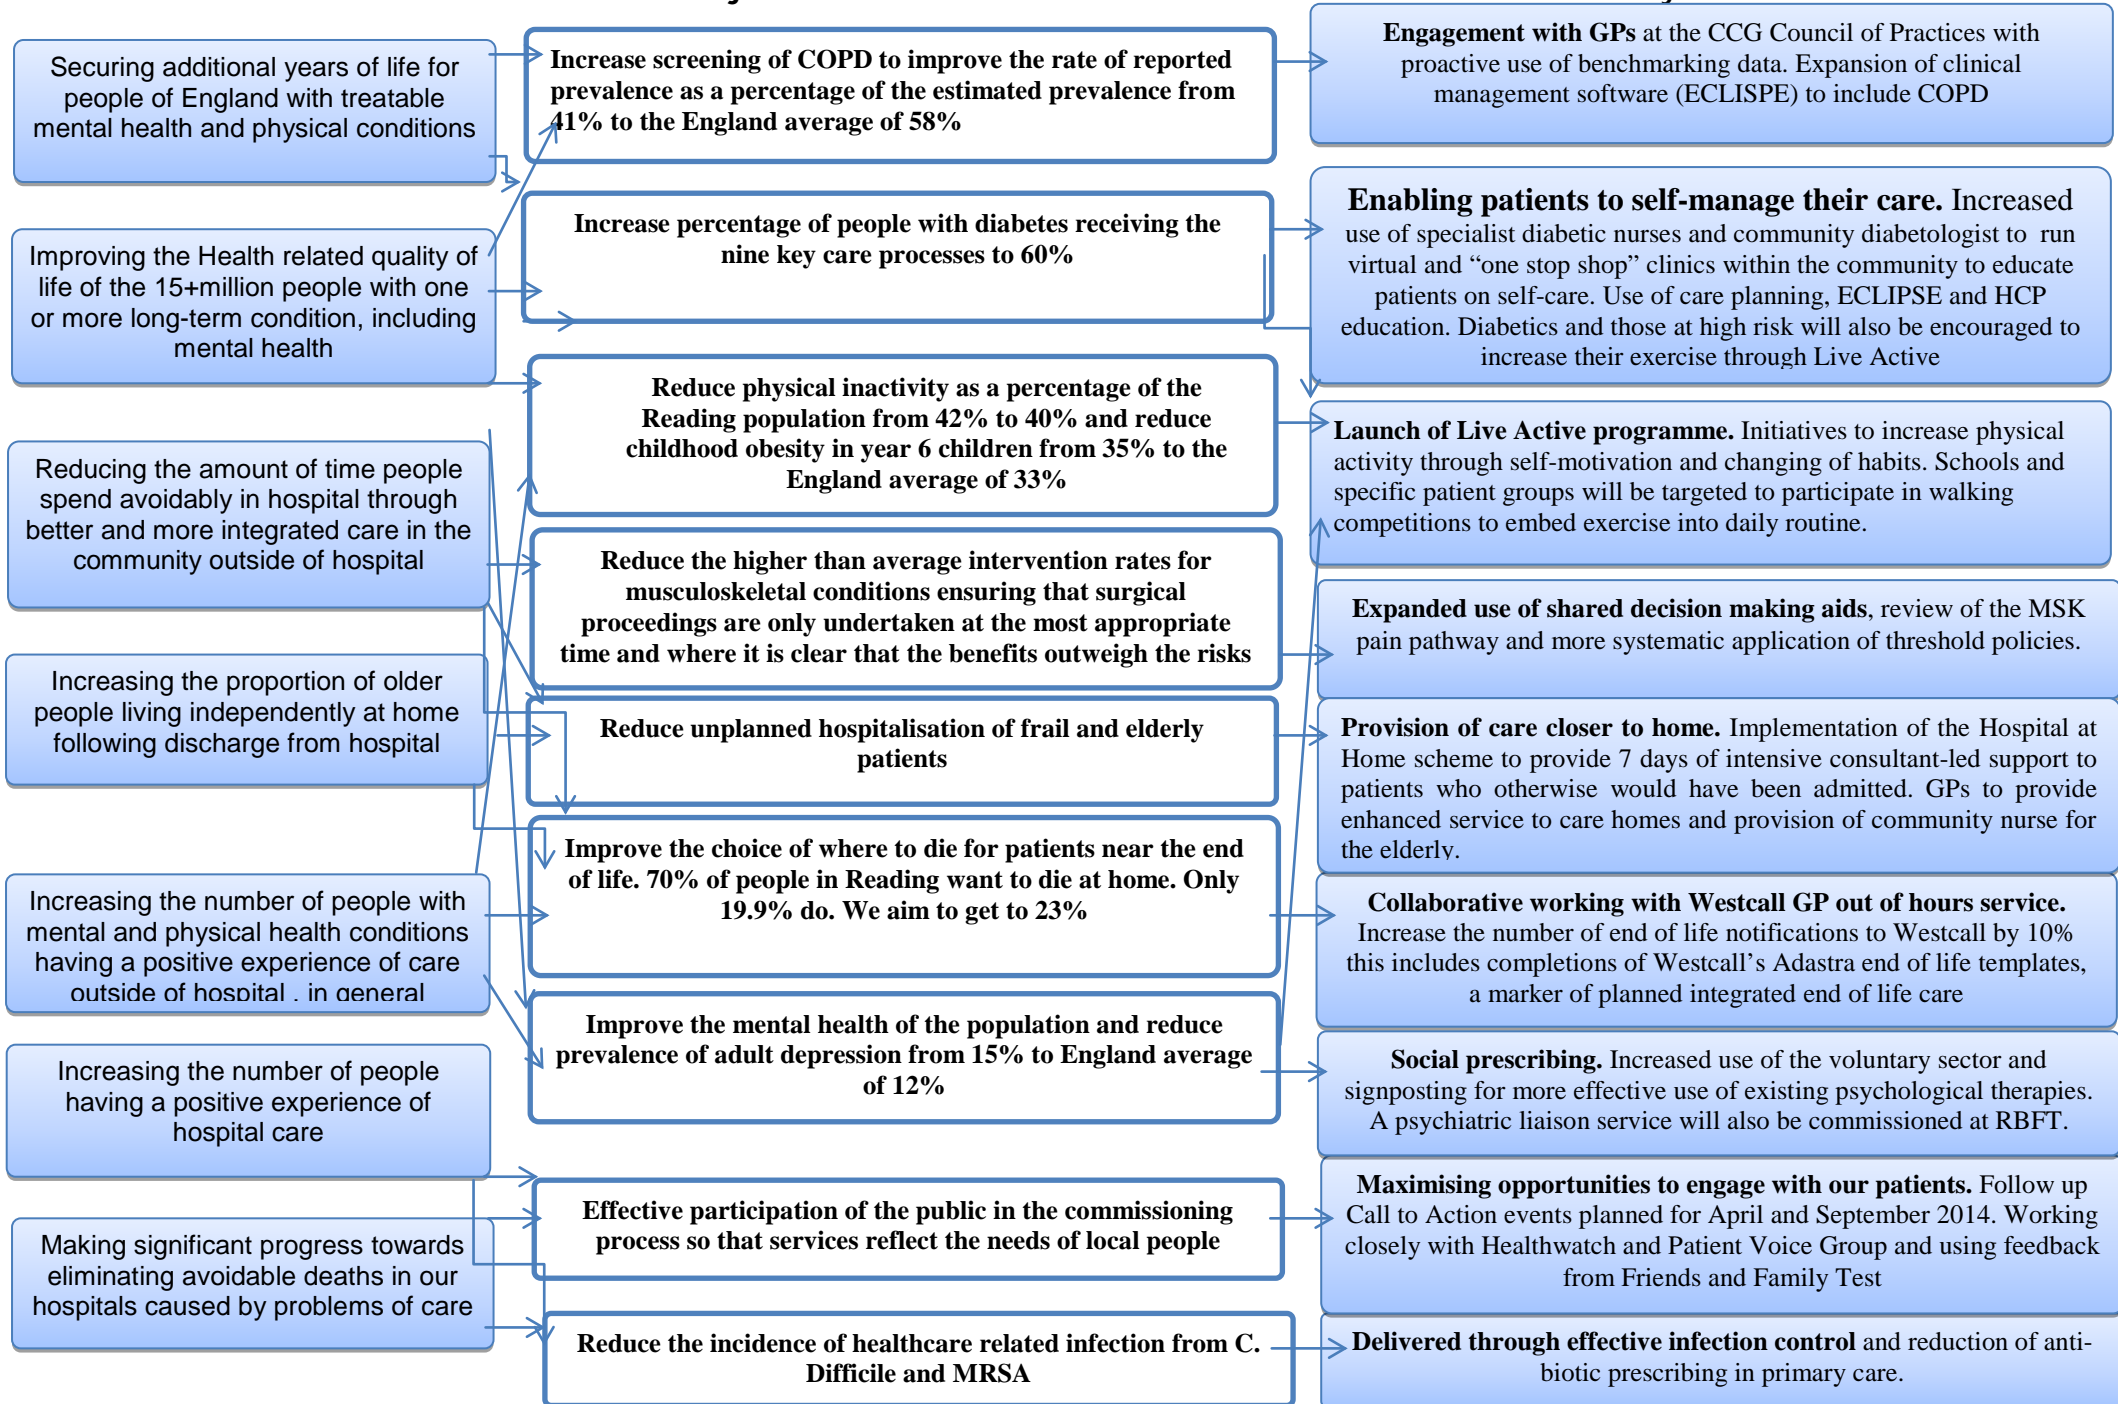 Securing additional years of life for
people of England with treatable
mental health and physical conditions
Improving the Health related quality of
life of the 15+million people with one
or more long-term condition, including
mental health
Reducing the amount of time people
spend avoidably in hospital through
better and more integrated care in the
community outside of hospital
Increasing the proportion of older
people living independently at home
following discharge from hospital
Increasing the number of people with
mental and physical health conditions
having a positive experience of care
outside of hospital , in general
Increasing the number of people
having a positive experience of
hospital care
Making significant progress towards
eliminating avoidable deaths in our
hospitals caused by problems of care
Increase screening of COPD to improve the rate of reported
prevalence as a percentage of the estimated prevalence from
41% to the England average of 58%
Increase percentage of people with diabetes receiving the
nine key care processes to 60%
Reduce physical inactivity as a percentage of the
Reading population from 42% to 40% and reduce
childhood obesity in year 6 children from 35% to the
England average of 33%
Reduce the higher than average intervention rates for
musculoskeletal conditions ensuring that surgical
proceedings are only undertaken at the most appropriate
time and where it is clear that the benefits outweigh the risks
Reduce unplanned hospitalisation of frail and elderly
patients
Improve the choice of where to die for patients near the end
of life. 70% of people in Reading want to die at home. Only
19.9% do. We aim to get to 23%
Improve the mental health of the population and reduce
prevalence of adult depression from 15% to England average
of 12%
Effective participation of the public in the commissioning
process so that services reflect the needs of local people
Reduce the incidence of healthcare related infection from C.
Difficile and MRSA
Engagement with GPs at the CCG Council of Practices with
proactive use of benchmarking data. Expansion of clinical
management software (ECLISPE) to include COPD
Enabling patients to self-manage their care. Increased
use of specialist diabetic nurses and community diabetologist to run
virtual and “one stop shop” clinics within the community to educate
patients on self-care. Use of care planning, ECLIPSE and HCP
education. Diabetics and those at high risk will also be encouraged to
increase their exercise through Live Active
Launch of Live Active programme. Initiatives to increase physical
activity through self-motivation and changing of habits. Schools and
specific patient groups will be targeted to participate in walking
competitions to embed exercise into daily routine.
Expanded use of shared decision making aids, review of the MSK
pain pathway and more systematic application of threshold policies.
Provision of care closer to home. Implementation of the Hospital at
Home scheme to provide 7 days of intensive consultant-led support to
patients who otherwise would have been admitted. GPs to provide
enhanced service to care homes and provision of community nurse for
the elderly.
Collaborative working with Westcall GP out of hours service.
Increase the number of end of life notifications to Westcall by 10%
this includes completions of Westcall’s Adastra end of life templates,
a marker of planned integrated end of life care
Social prescribing. Increased use of the voluntary sector and
signposting for more effective use of existing psychological therapies.
A psychiatric liaison service will also be commissioned at RBFT.
Maximising opportunities to engage with our patients. Follow up
Call to Action events planned for April and September 2014. Working
closely with Healthwatch and Patient Voice Group and using feedback
from Friends and Family Test
Delivered through effective infection control and reduction of anti-
biotic prescribing in primary care.